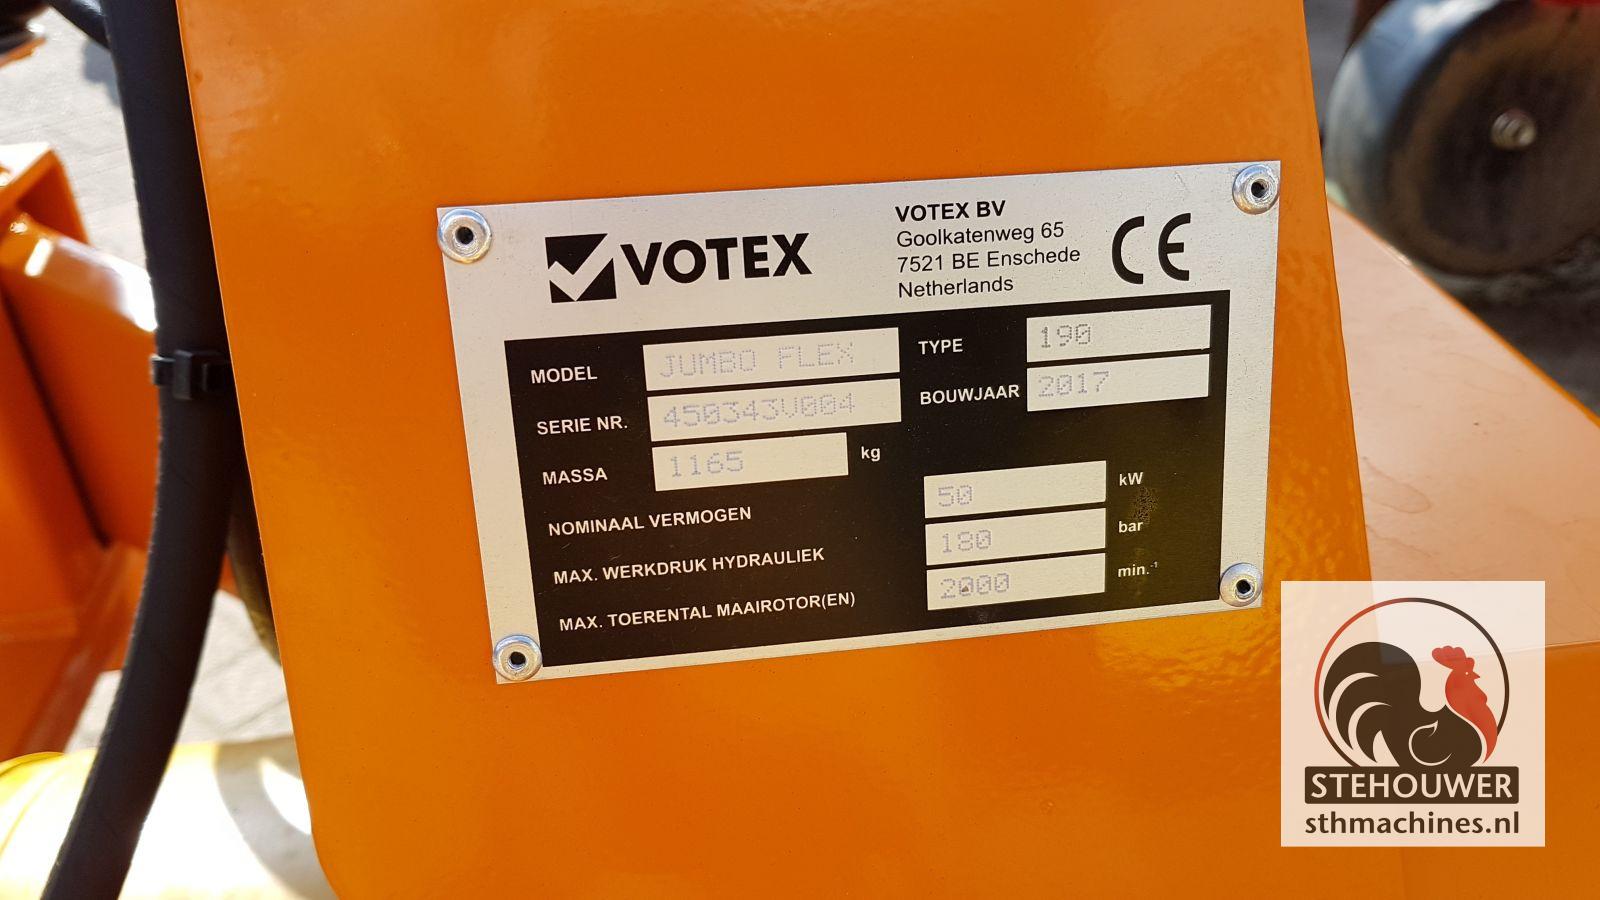 VOTEX
VOTEX BV
Goolkatenweg 65
7521 BE Enschede
Netherlands
CE
MODEL JUMBO FLEX TYPE 190
SERIE NR. 450343V004 BOUWJAAR 2017
MASSA 1165 kg
NOMINAAL VERMOGEN 50 kW
MAX. WERKDRUK HYDRAULIEK 180 bar
MAX. TOERENTAL MAAIROTOR(EN) 2000 min.⁻¹
STEHOUWER
sthmachines.nl